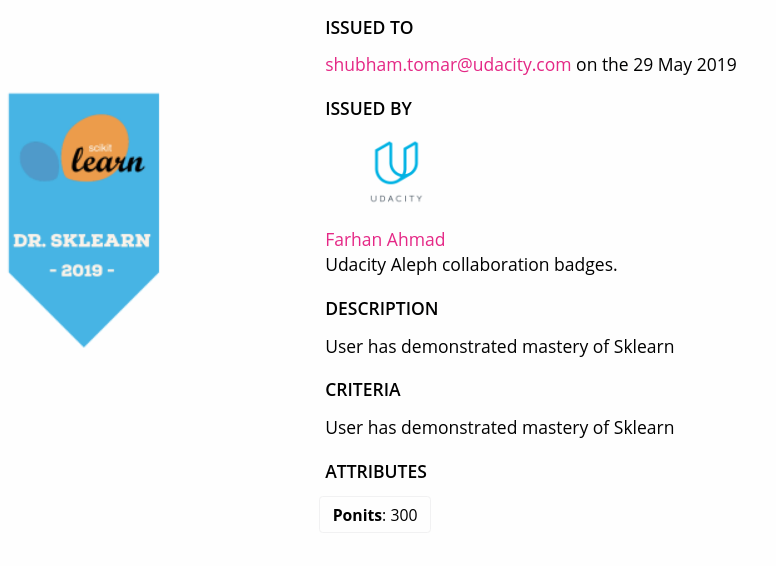 scikit
learn
DR. SKLEARN
- 2019 -
ISSUED TO
shubham.tomar@udacity.com on the 29 May 2019
ISSUED BY
UDACITY
Farhan Ahmad
Udacity Aleph collaboration badges.
DESCRIPTION
User has demonstrated mastery of Sklearn
CRITERIA
User has demonstrated mastery of Sklearn
ATTRIBUTES
Ponits: 300